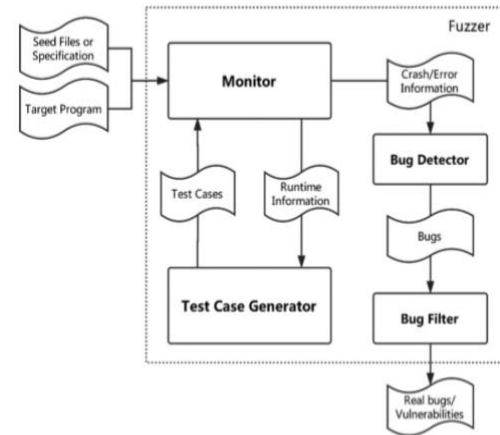 Fuzzer
Seed Files or
Specification
Target Program
Monitor
Crash/Error
Information
Test Cases
Runtime
Information
Bug Detector
Bugs
Test Case Generator
Bug Filter
Real bugs/
Vulnerabilities